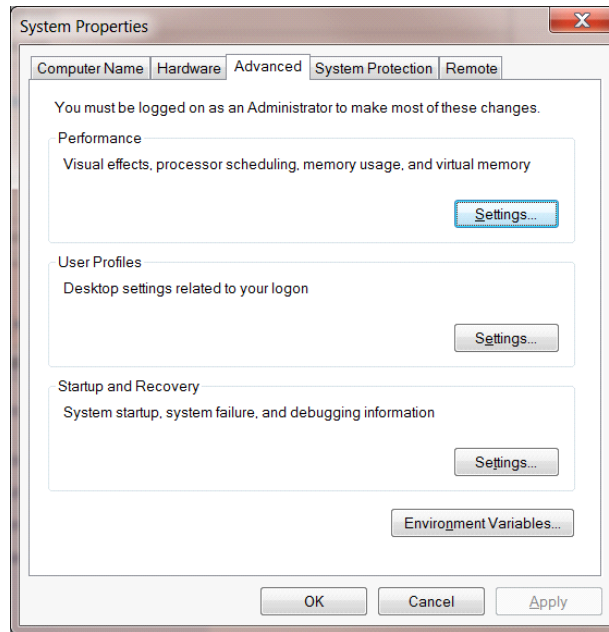 System Properties
Computer Name Hardware Advanced System Protection Remote
You must be logged on as an Administrator to make most of these changes.
Performance
Visual effects, processor scheduling, memory usage, and virtual memory
Settings...
User Profiles
Desktop settings related to your logon
Settings...
Startup and Recovery
System startup, system failure, and debugging information
Settings...
Environment Variables...
OK Cancel Apply